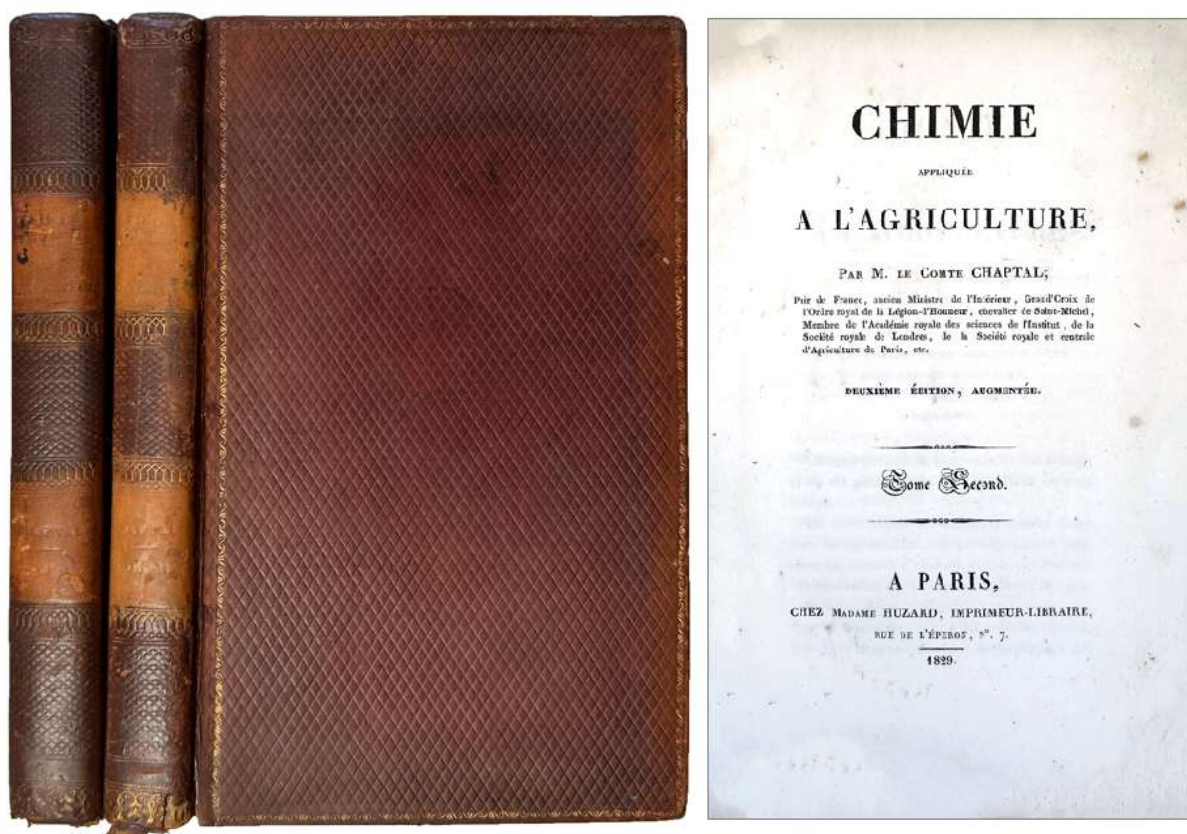 CHIMIE
APPLIQUÉE
A L'AGRICULTURE,
PAR M. LE COMTE CHAPTAL;
Pair de France, ancien Ministre de l'Intérieur, Grand'Croix de
l'Ordre royal de la Légion-d'Honneur, chevalier de Saint-Michel,
Membre de l'Académie royale des sciences de l'Institut, de la
Société royale de Londres, de la Société royale et centrale
d'Agriculture de Paris, etc.
DEUXIÈME ÉDITION, AUGMENTÉE.
Tome Second.
A PARIS,
CHEZ MADAME HUZARD, IMPRIMEUR-LIBRAIRE,
RUE DE L'ÉPERON, N°. 7.
1829.